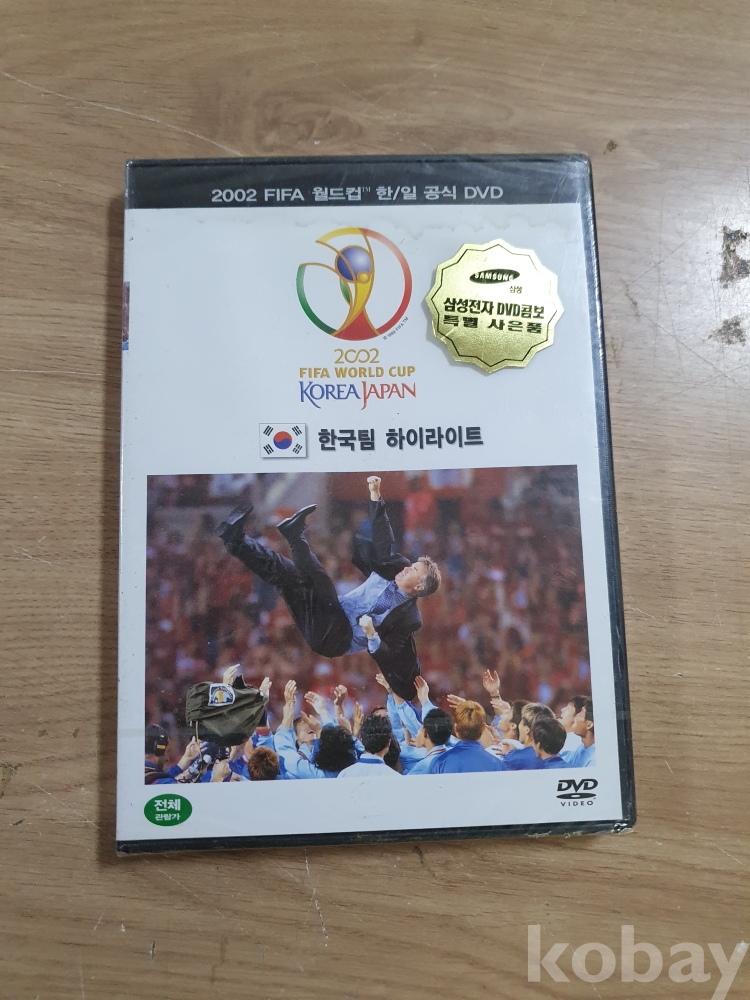 2002 FIFA 월드컵™ 한/일 공식 DVD
SAMSUNG
삼성
삼성전자 DVD콤보
특별 사은품
2002
FIFA WORLD CUP
KOREA JAPAN
한국팀 하이라이트
전체
관람가
DVD
VIDEO
kobay